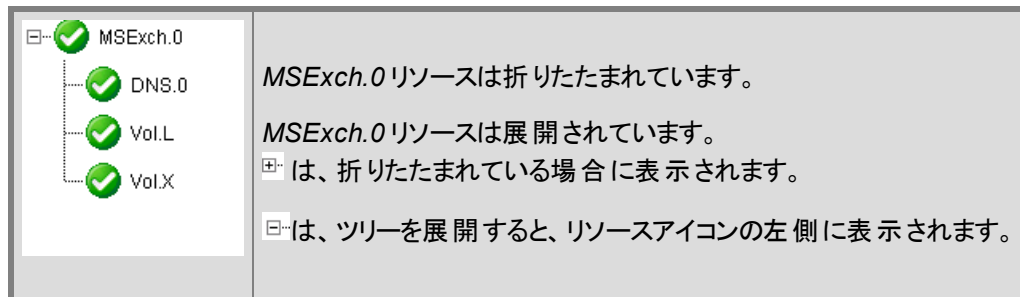 MSExch.0
DNS.0
Vol.L
Vol.X
MSExch.0 リソースは折りたたまれています。
MSExch.0 リソースは展開されています。
は、折りたたまれている場合に表示されます。
は、ツリーを展開すると、リソースアイコンの左側に表示されます。